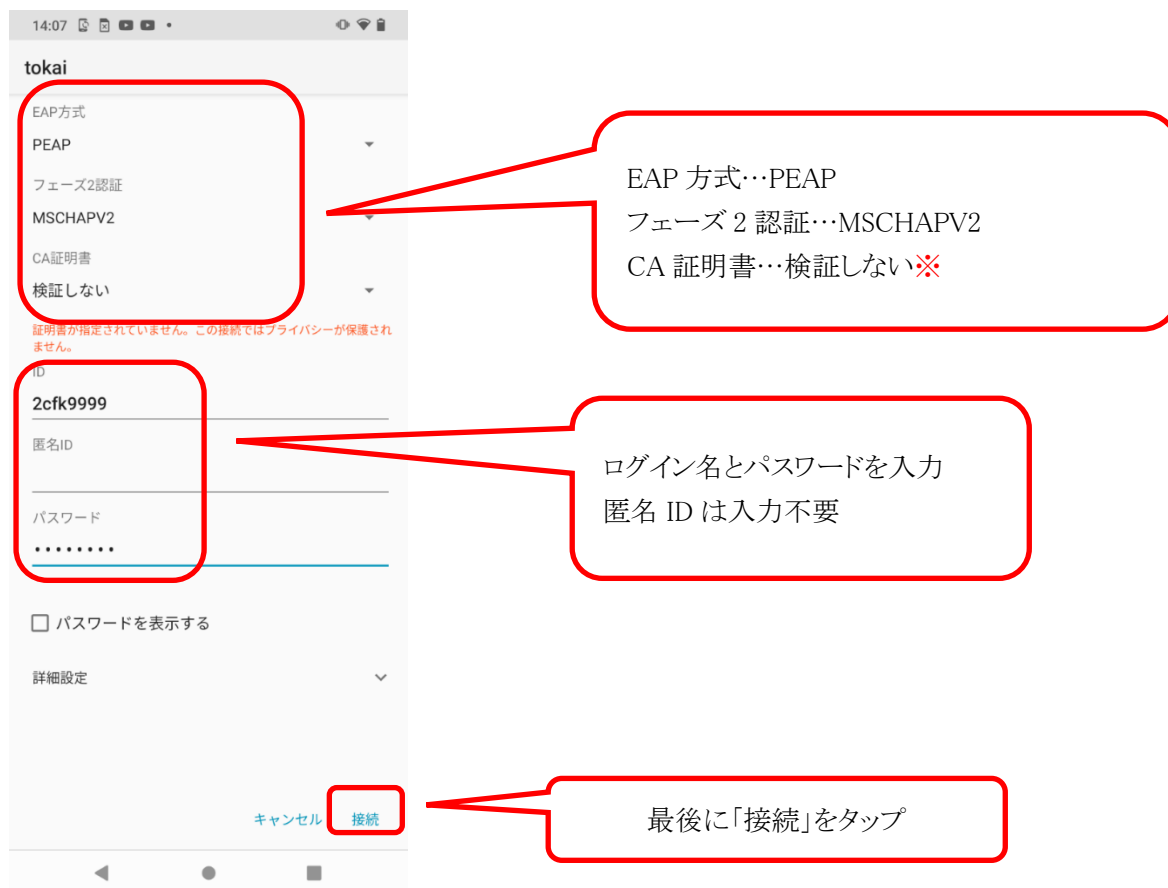 14:07
tokai
EAP方式
PEAP
フェーズ2認証
MSCHAPV2
CA証明書
検証しない
証明書が指定されていません。この接続ではプライバシーが保護され
ません。
ID
2cfk9999
匿名ID
パスワード
••••••••
パスワードを表示する
詳細設定
キャンセル 接続
EAP 方式…PEAP
フェーズ 2 認証…MSCHAPV2
CA 証明書…検証しない※
ログイン名とパスワードを入力
匿名 ID は入力不要
最後に「接続」をタップ